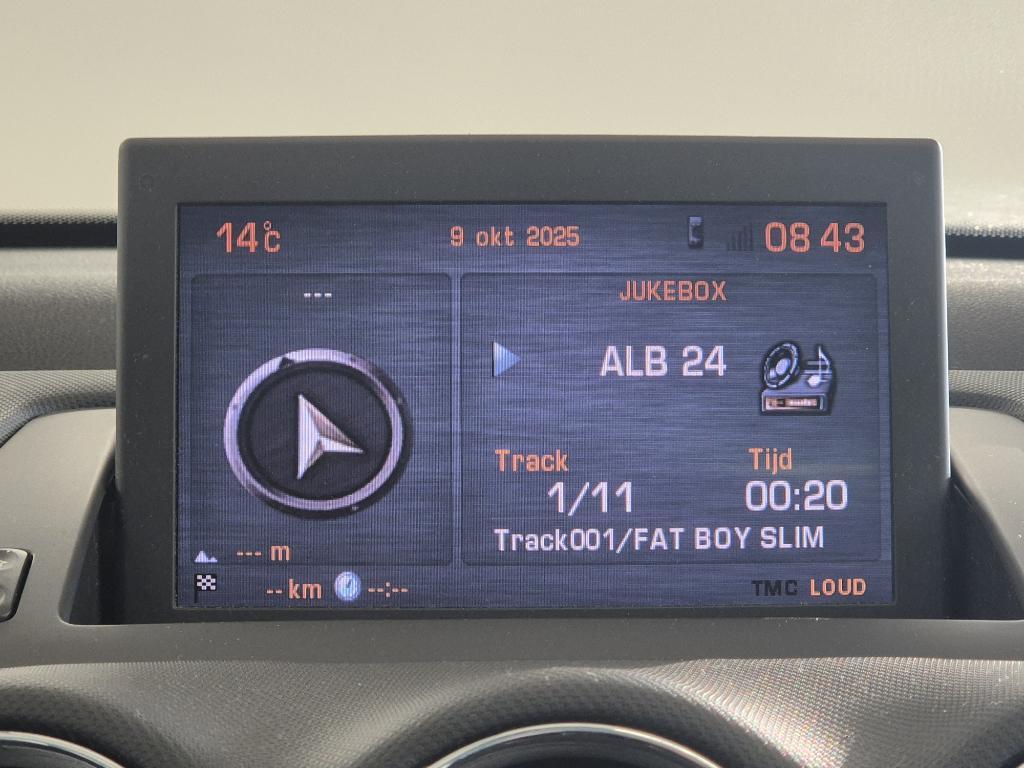 14°C 9 okt 2025 08 43
---
JUKEBOX
ALB 24
Track Tijd
1/11 00:20
Track001/FAT BOY SLIM
--- m
-- km --:--
TMC LOUD